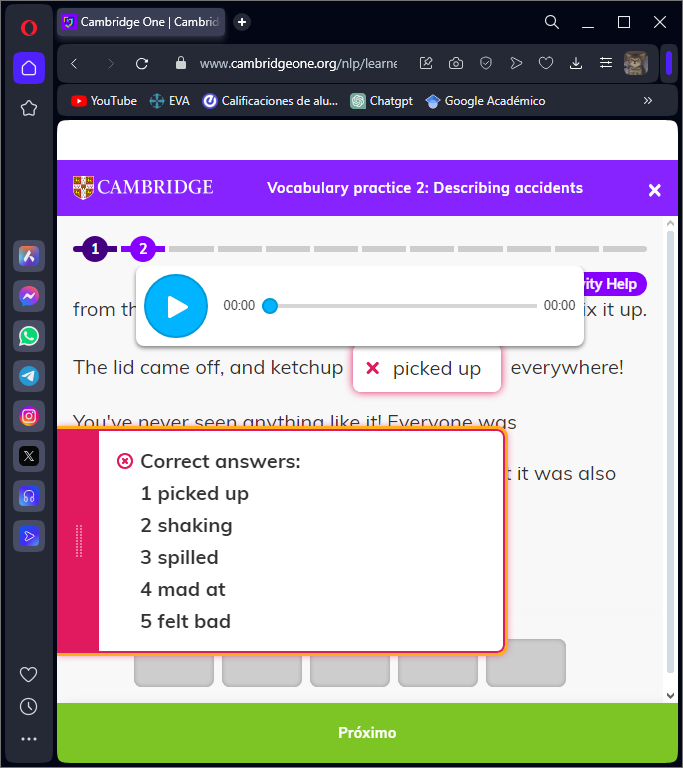 Cambridge One | Cambrid
www.cambridgeone.org/nlp/learne
YouTube
EVA
Calificaciones de alu...
Chatgpt
Google Académico
CAMBRIDGE
Vocabulary practice 2: Describing accidents
1
2
vity Help
00:00
00:00
from th
ix it up.
The lid came off, and ketchup picked up everywhere!
You've never seen anything like it! Everyone was
t it was also
Correct answers:
1 picked up
2 shaking
3 spilled
4 mad at
5 felt bad
Próximo